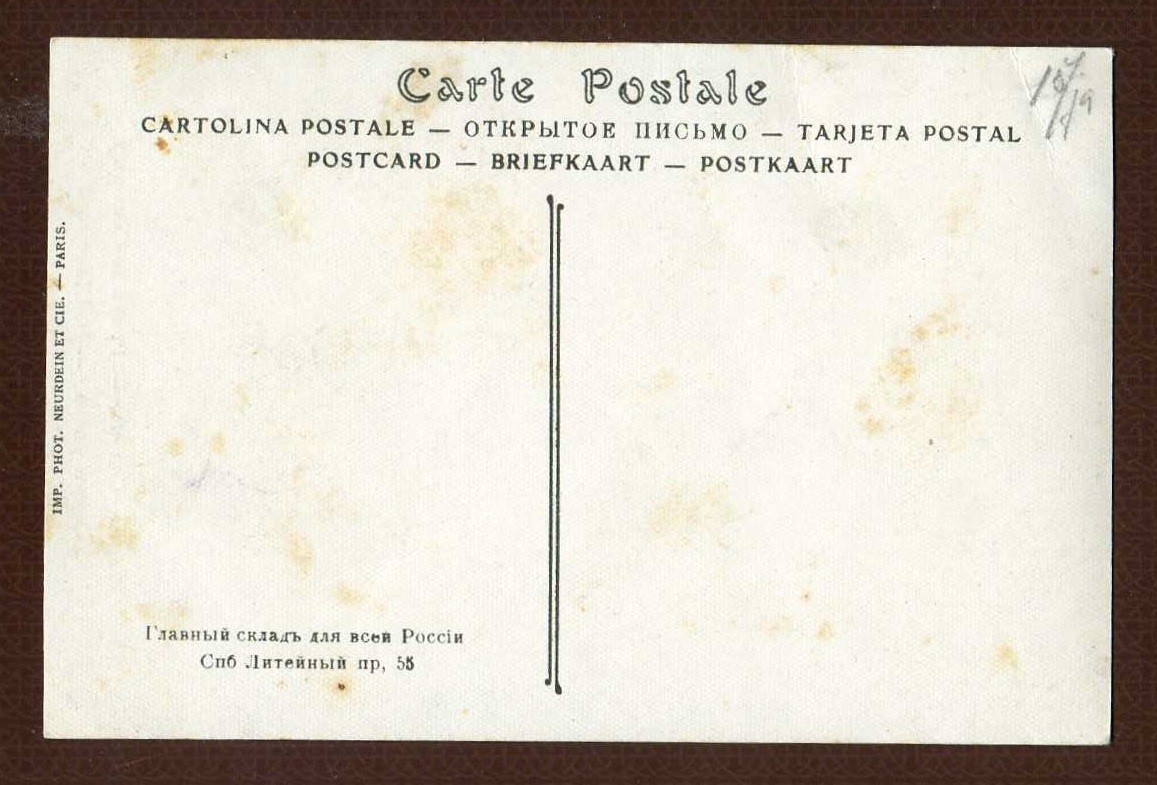 Carte Postale
CARTOLINA POSTALE — ОТКРЫТОЕ ПИСЬМО — TARJETA POSTAL
POSTCARD — BRIEFKAART — POSTKAART
IMP. PHOT. NEURDEIN ET CIE. — PARIS.
Главный складъ для всей Россіи
Спб Литейный пр, 55